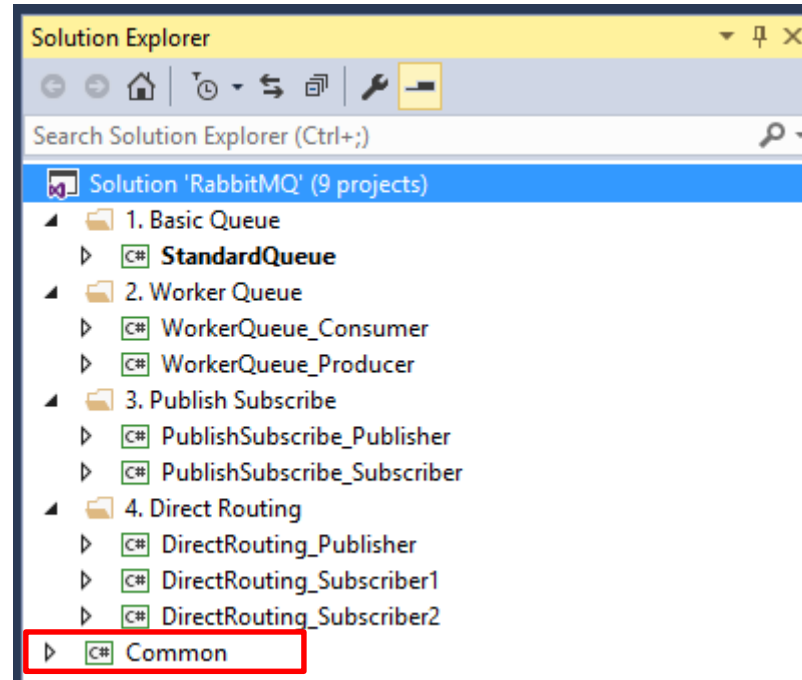 Solution Explorer
Search Solution Explorer (Ctrl+;)
Solution 'RabbitMQ' (9 projects)
1. Basic Queue
C# StandardQueue
2. Worker Queue
C# WorkerQueue_Consumer
C# WorkerQueue_Producer
3. Publish Subscribe
C# PublishSubscribe_Publisher
C# PublishSubscribe_Subscriber
4. Direct Routing
C# DirectRouting_Publisher
C# DirectRouting_Subscriber1
C# DirectRouting_Subscriber2
C# Common